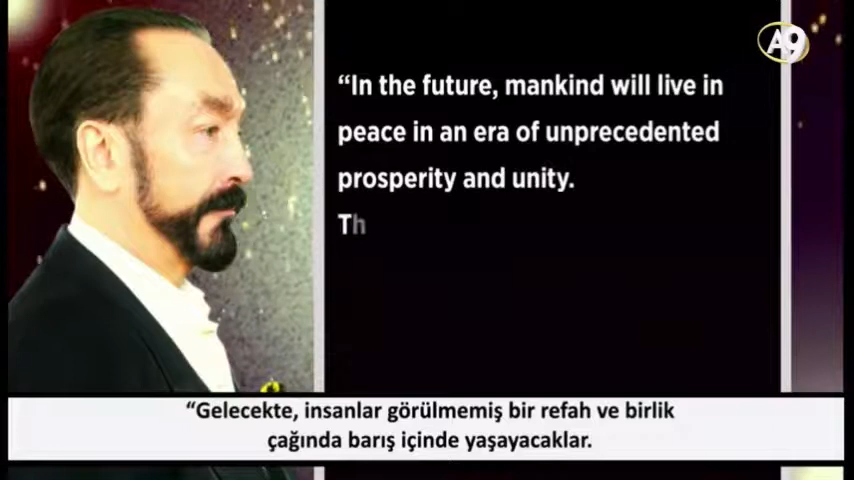 A9
“In the future, mankind will live in
peace in an era of unprecedented
prosperity and unity.
Th
“Gelecekte, insanlar görülmemiş bir refah ve birlik
çağında barış içinde yaşayacaklar.